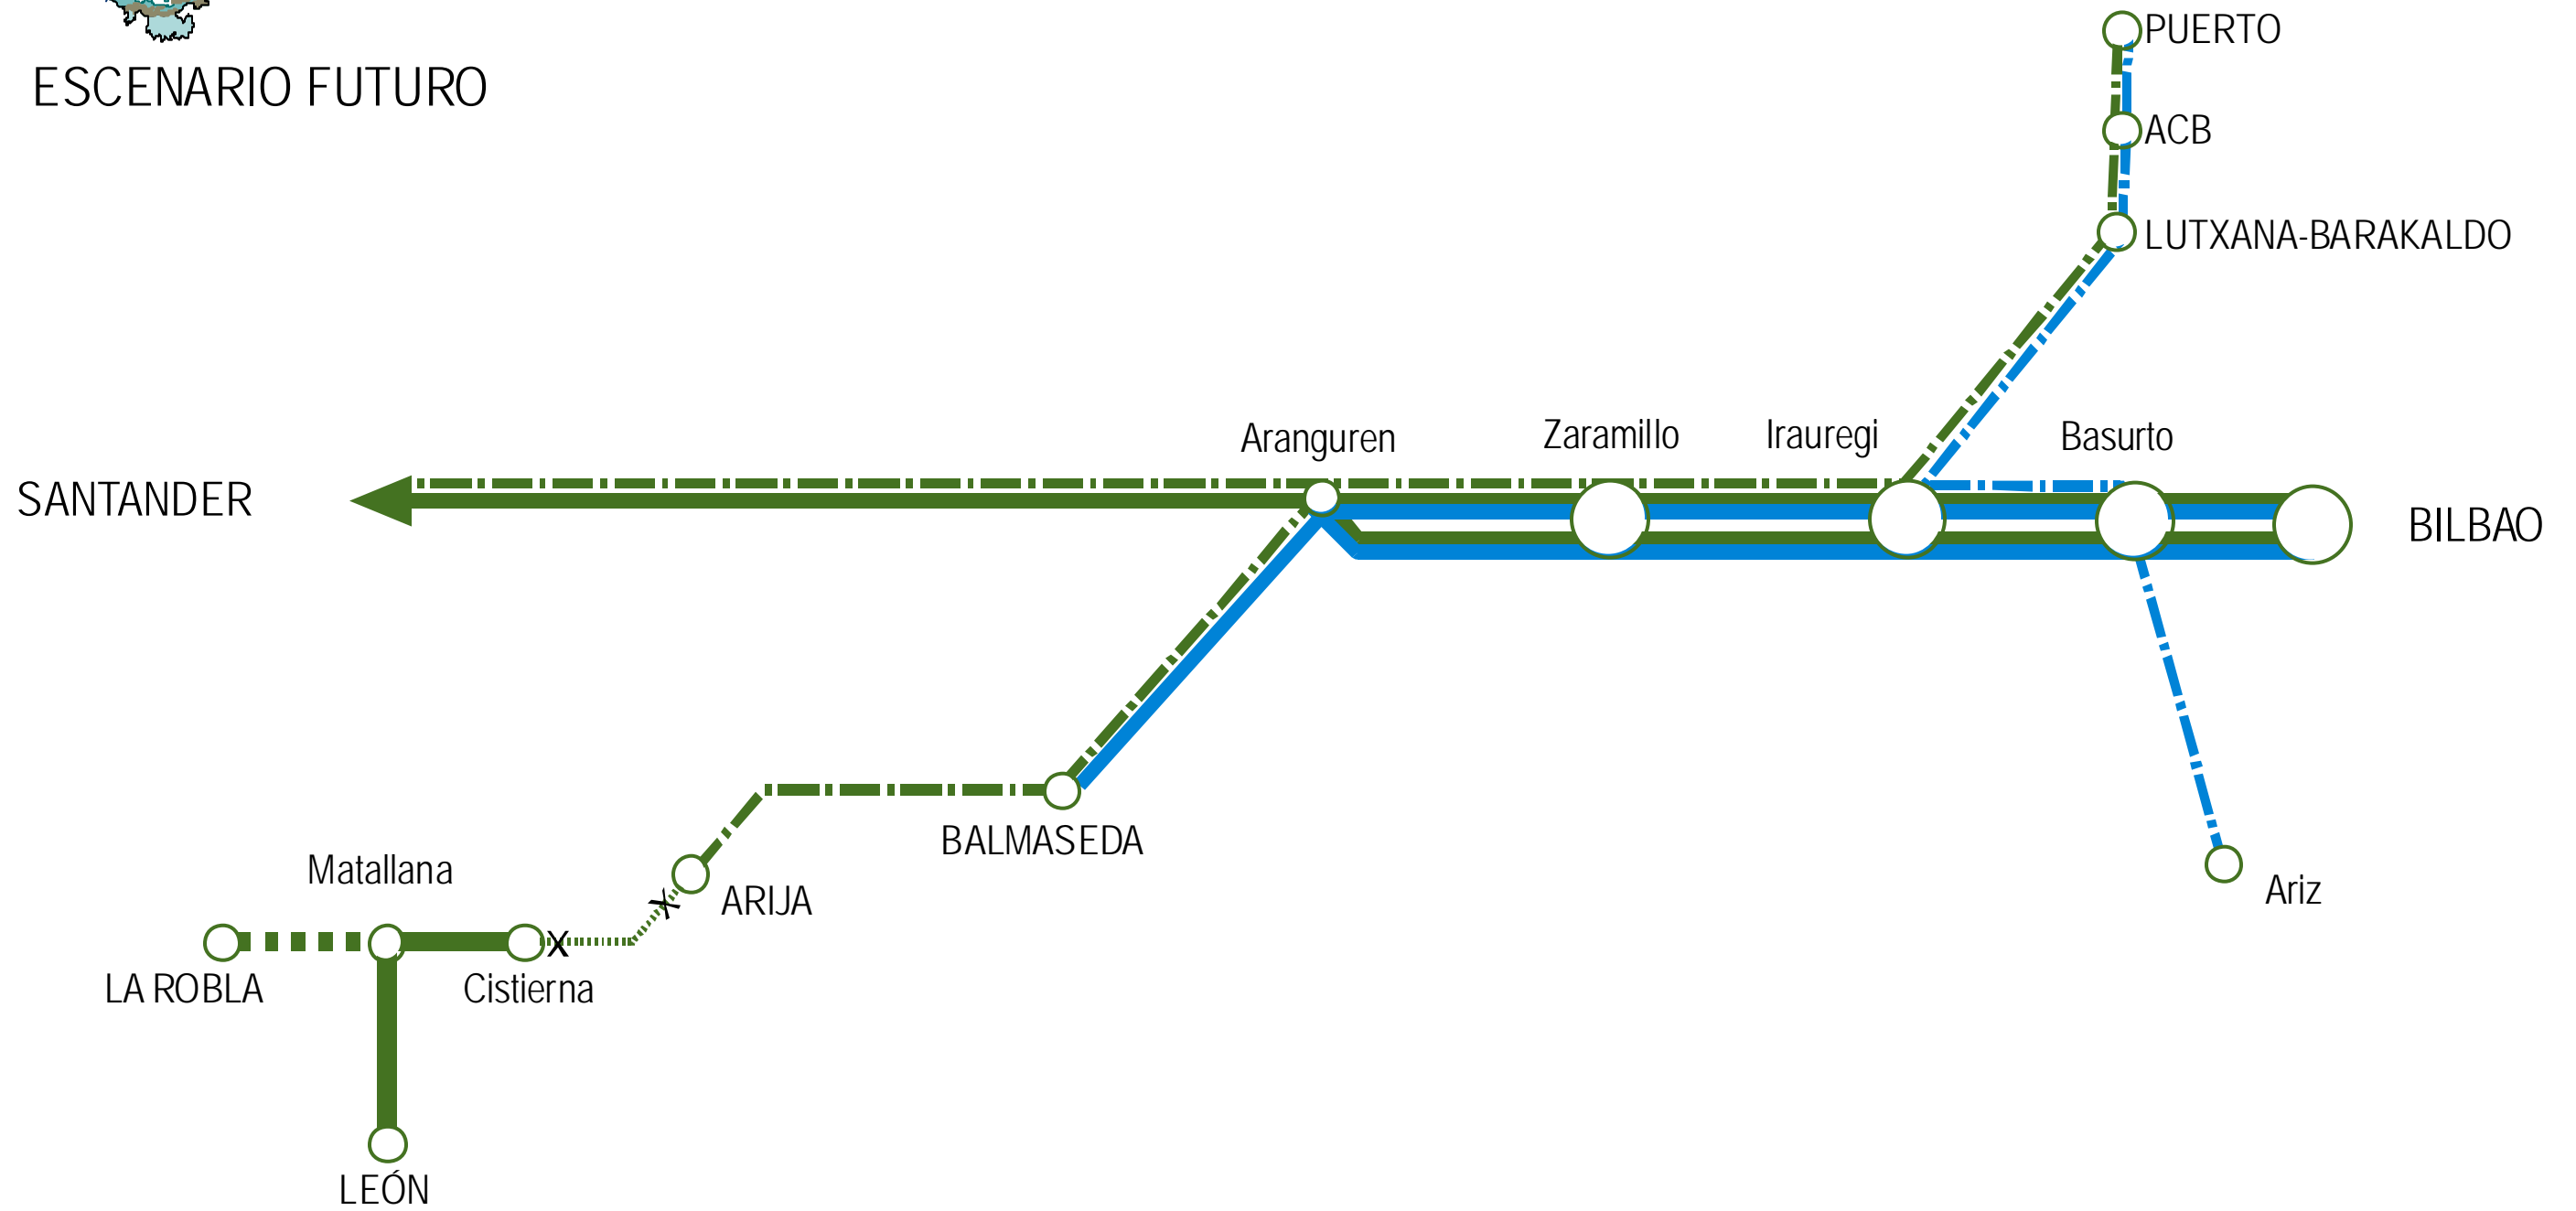 PUERTO
ESCENARIO FUTURO
ACB
LUTXANA-BARAKALDO
Aranguren
Zaramillo
Irauregi
Basurto
SANTANDER
BILBAO
BALMASEDA
Matallana
ARIJA
X
Ariz
X
LA ROBLA
Cistierna
LEÓN